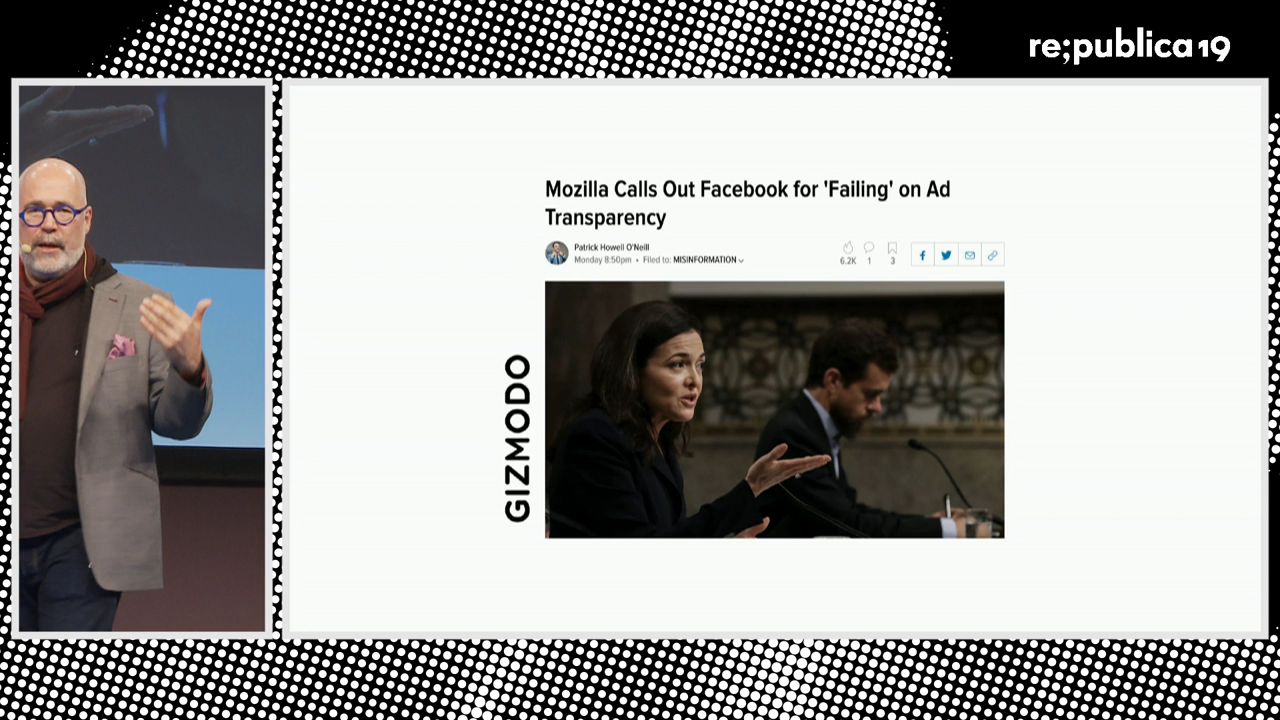 re;publica 19
Mozilla Calls Out Facebook for 'Failing' on Ad
Transparency
Patrick Howell O'Neill
Monday 8:50pm • Filed to: MISINFORMATION
6.2K 1 3
GIZMODO